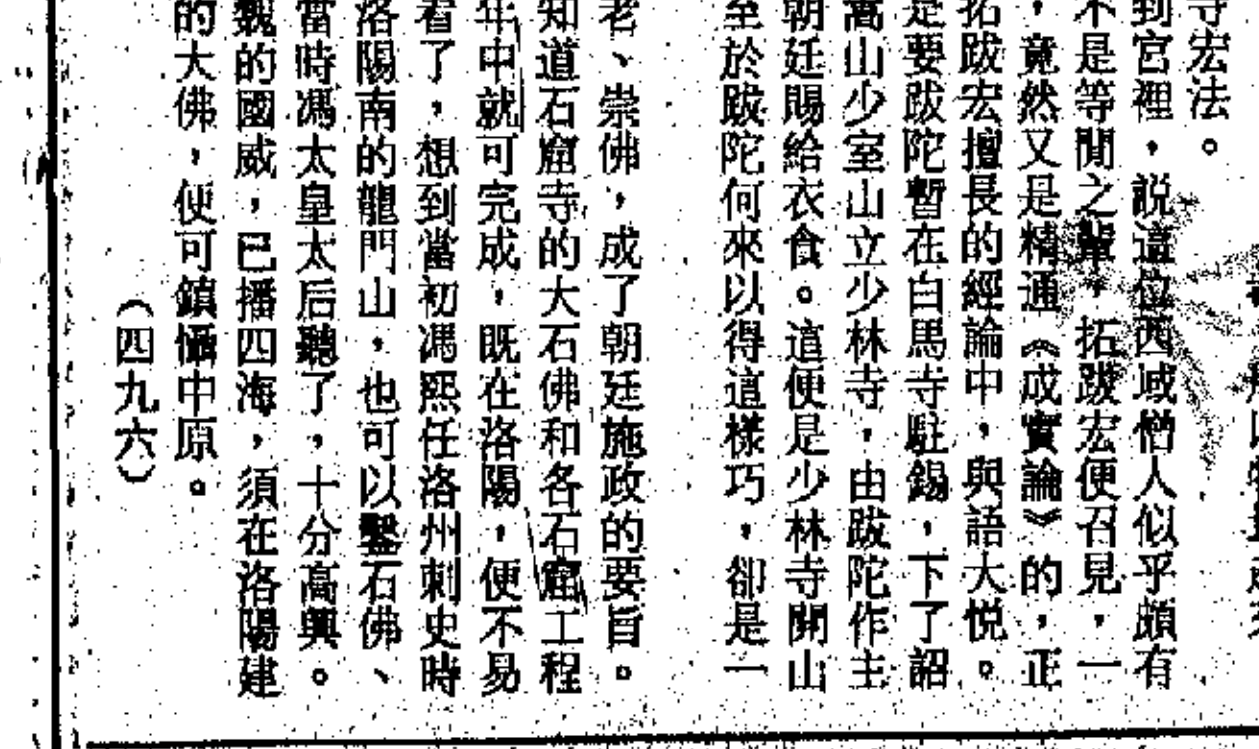 寺宏法。
到宮裡，說這位西域僧人似乎頗有
不是等閒之輩，拓跋宏便召見，一
，竟然又是精通《成實論》的，正
拓跋宏擅長的經論中，與語大悅。
是要跋陀暫在白馬寺駐錫，下了詔
嵩山少室山立少林寺，由跋陀作主
朝廷賜給衣食。這便是少林寺開山
至於跋陀何來以得這樣巧，卻是一
老、崇佛，成了朝廷施政的要旨。
知道石窟寺的大石佛和各石窟工程
年中就可完成，既在洛陽，便不易
看了，想到當初馮熙任洛州刺史時
洛陽南的龍門山，也可以鑿石佛、
當時馮太皇太后聽了，十分高興。
魏的國威，已播四海，須在洛陽建
的大佛，便可鎮懾中原。
（四九六）